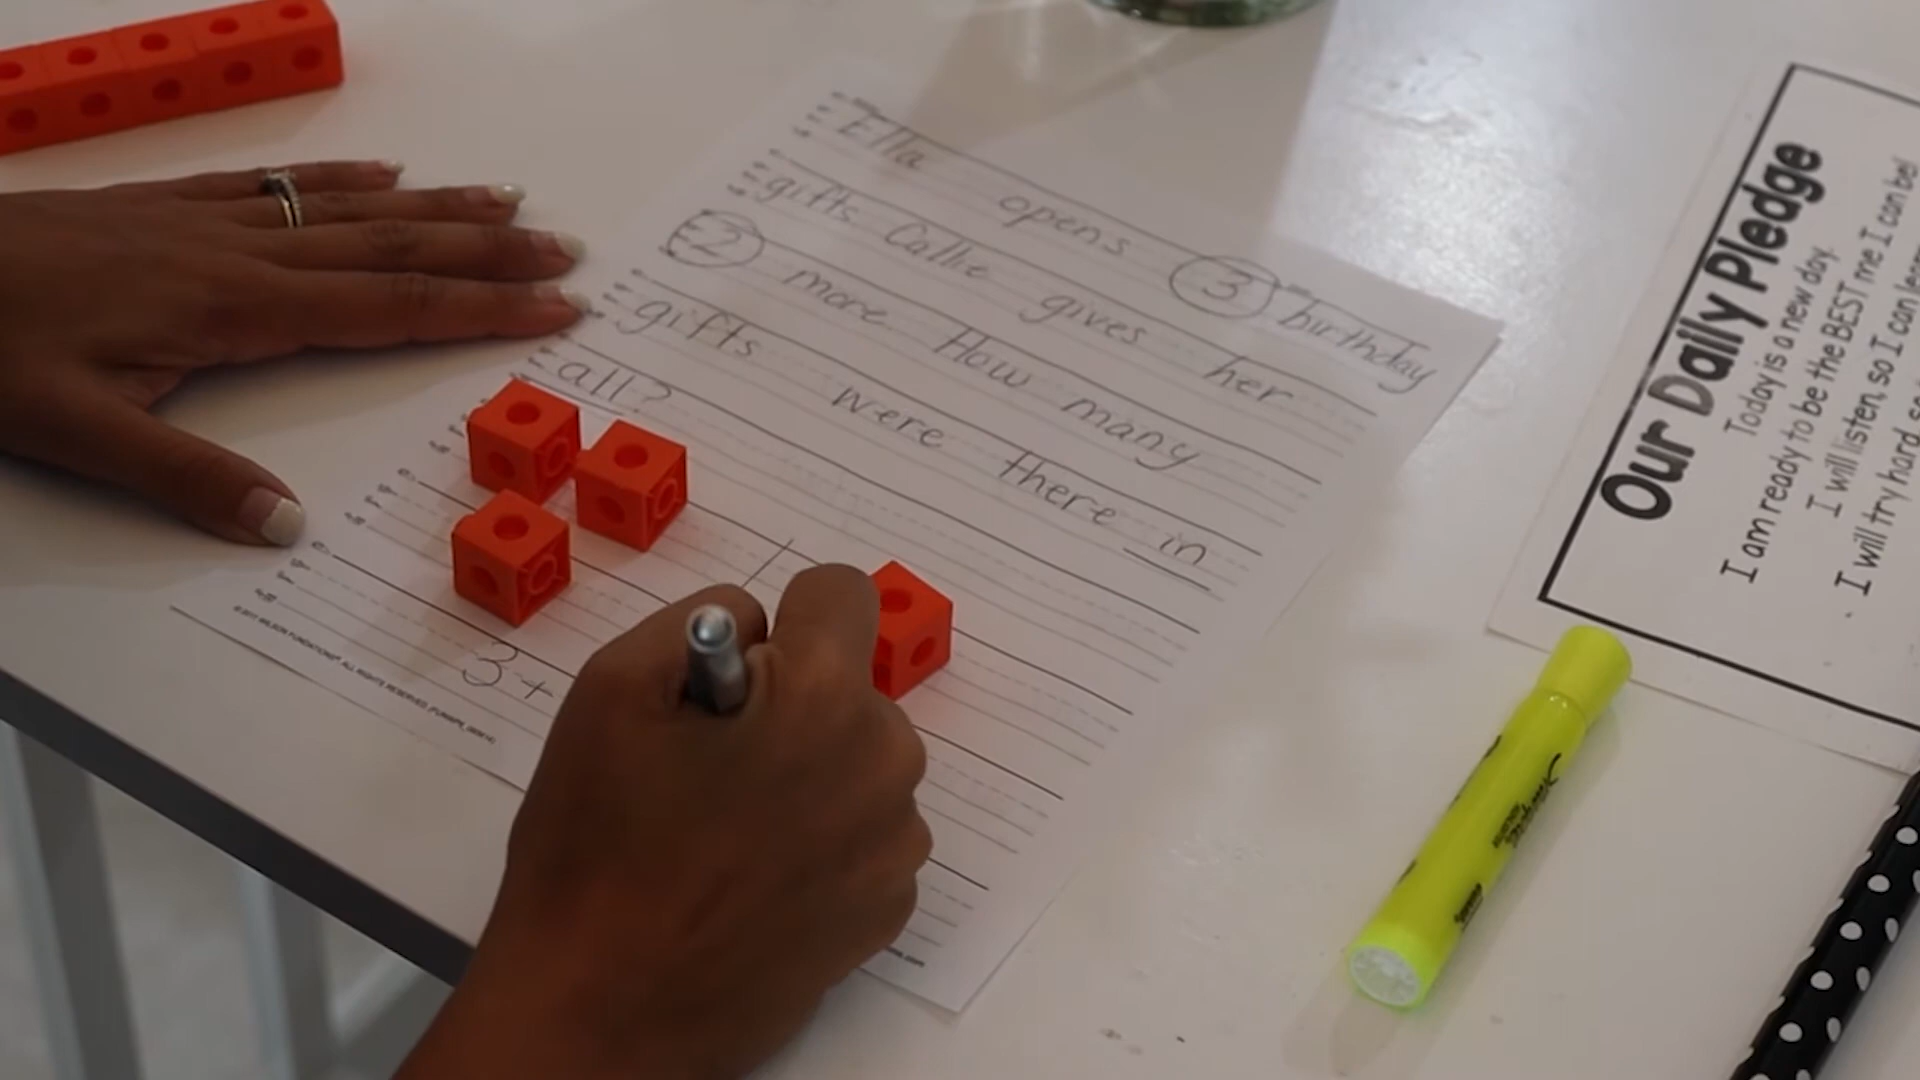 Ella opens 3 birthday
gifts. Callie gives her
2 more. How many
gifts were there in
all?
3+
Our Daily Pledge
Today is a new day.
I am ready to be the BEST me I can be!
I will listen, so I can learn
I will try hard, so
Sharpie